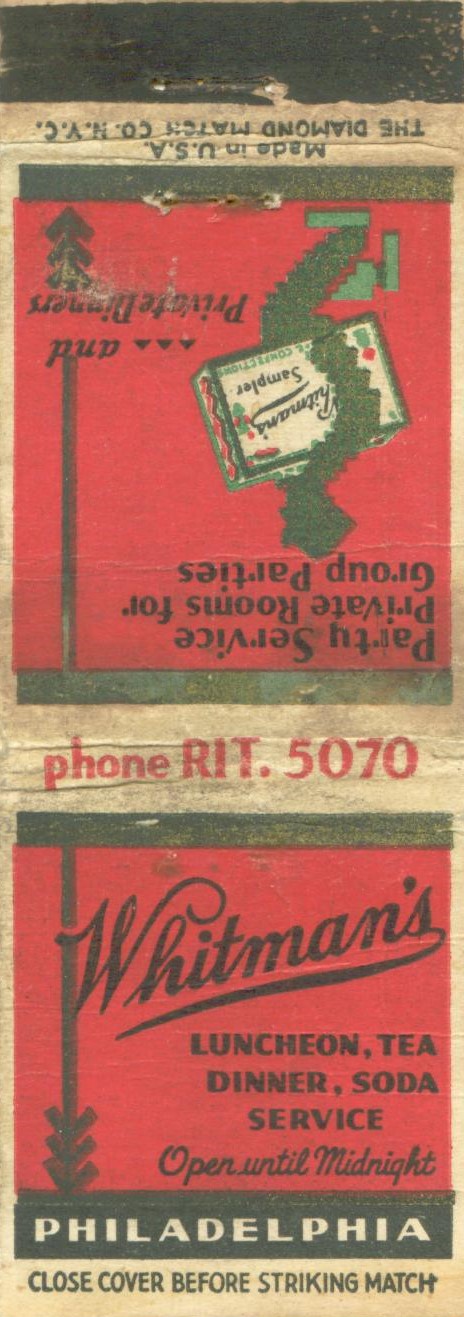 THE DIAMOND MATCH CO. N.Y.C.
Made in U.S.A.
Party Service
Private Rooms for
Group Parties
Whitman's
Sampler
CONFECTIONS
and
Private Dinners
phone RIT. 5070
Whitman's
LUNCHEON, TEA
DINNER, SODA
SERVICE
Open until Midnight
PHILADELPHIA
CLOSE COVER BEFORE STRIKING MATCH